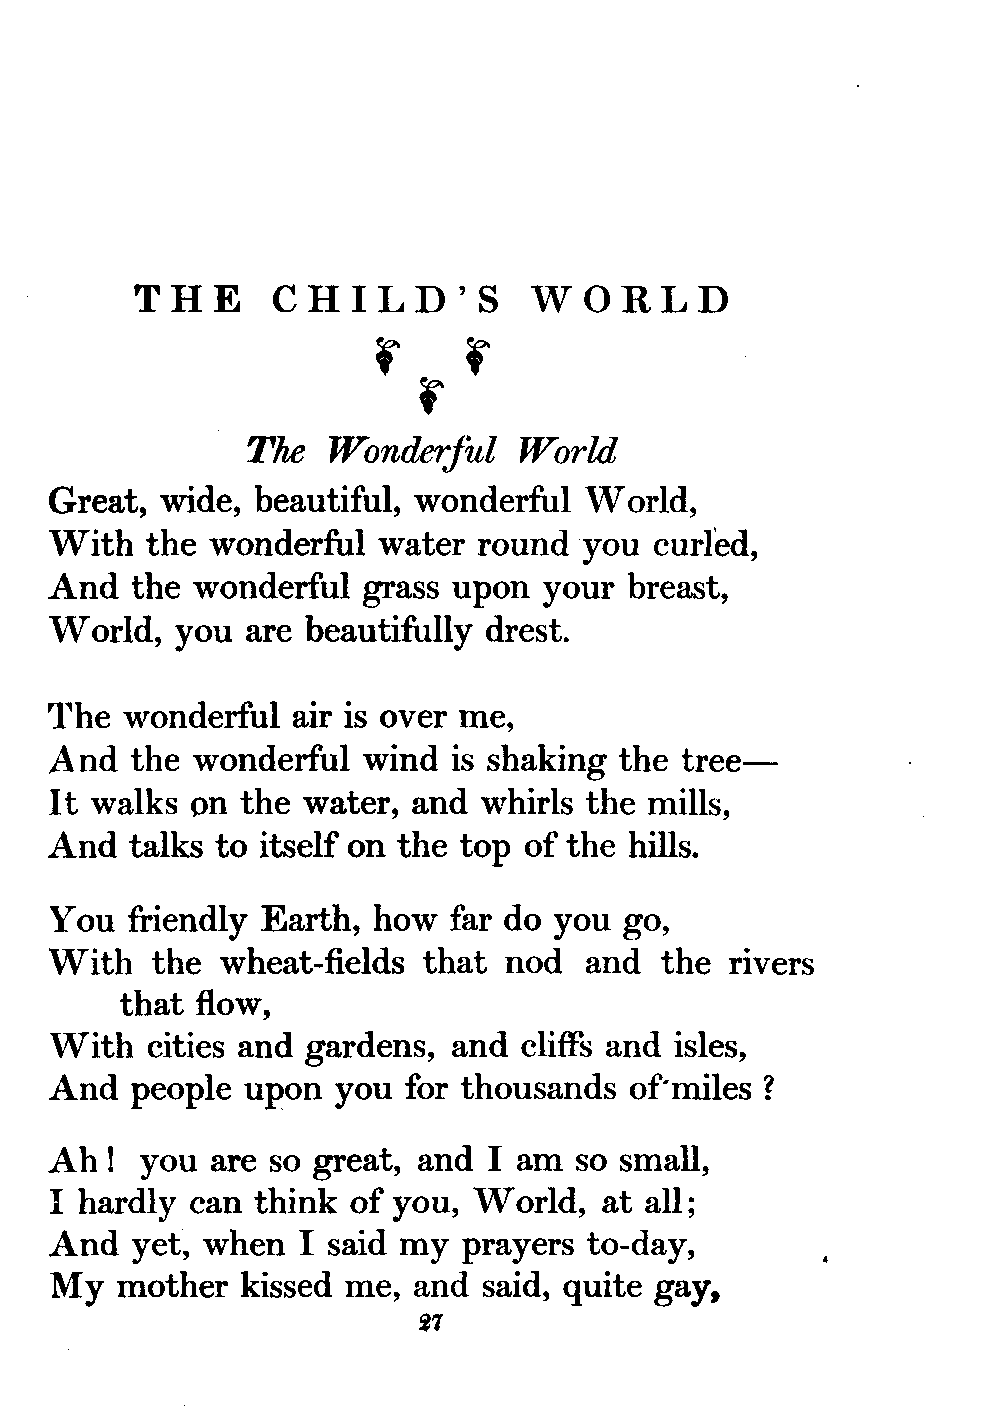 THE CHILD'S WORLD
The Wonderful World
Great, wide, beautiful, wonderful World,
With the wonderful water round you curled,
And the wonderful grass upon your breast,
World, you are beautifully drest.
The wonderful air is over me,
And the wonderful wind is shaking the tree—
It walks on the water, and whirls the mills,
And talks to itself on the top of the hills.
You friendly Earth, how far do you go,
With the wheat-fields that nod and the rivers
that flow,
With cities and gardens, and cliffs and isles,
And people upon you for thousands of miles ?
Ah ! you are so great, and I am so small,
I hardly can think of you, World, at all;
And yet, when I said my prayers to-day,
My mother kissed me, and said, quite gay,
27